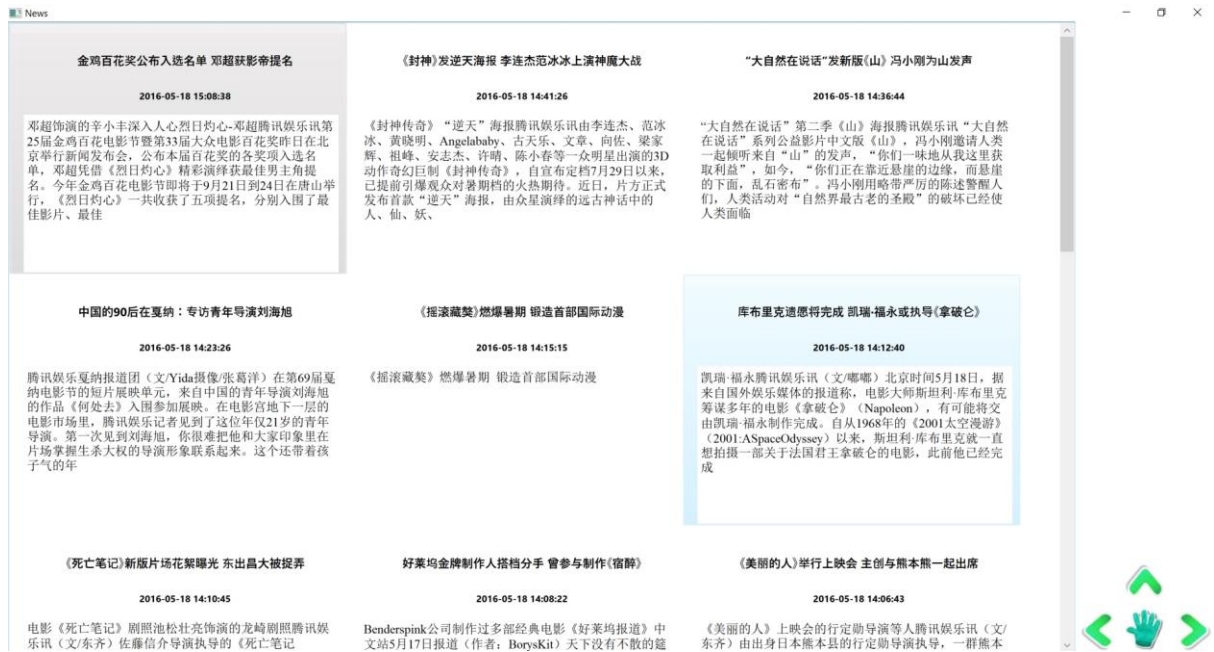 News
金鸡百花奖公布入选名单 邓超获影帝提名
2016-05-18 15:08:38
邓超饰演的辛小丰深入人心烈日灼心-邓超腾讯娱乐讯第
25届金鸡百花电影节暨第33届大众电影百花奖昨日在北
京举行新闻发布会，公布本届百花奖的各奖项入选名
单，邓超凭借《烈日灼心》精彩演绎获最佳男主角提
名。今年金鸡百花电影节即将于9月21日到24日在唐山举
行，《烈日灼心》一共收获了五项提名，分别入围了最
佳影片、最佳
《封神》发逆天海报 李连杰范冰冰上演神魔大战
2016-05-18 14:41:26
《封神传奇》“逆天”海报腾讯娱乐讯由李连杰、范冰
冰、黄晓明、Angelababy、古天乐、文章、向佐、梁家
辉、祖峰、安志杰、许晴、陈小春等一众明星出演的3D
动作奇幻巨制《封神传奇》，自宣布定档7月29日以来，
已提前引爆观众对暑期档的火热期待。近日，片方正式
发布首款“逆天”海报，由众星演绎的远古神话中的
人、仙、妖、
“大自然在说话”发新版《山》 冯小刚为山发声
2016-05-18 14:36:44
“大自然在说话”第二季《山》海报腾讯娱乐讯“大自然
在说话”系列公益影片中文版《山》，冯小刚邀请人类
一起倾听来自“山”的发声，“你们一味地从我这里获
取利益”，如今，“你们正在靠近悬崖的边缘，而悬崖
的下面，乱石密布”。冯小刚用略带严厉的陈述警醒人
们，人类活动对“自然界最古老的圣殿”的破坏已经使
人类面临
中国的90后在戛纳：专访青年导演刘海旭
2016-05-18 14:23:26
腾讯娱乐戛纳报道团（文/Yida摄像/张葛洋）在第69届戛
纳电影节的短片展映单元，来自中国的青年导演刘海旭
的作品《何处去》入围参加展映。在电影宫地下一层的
电影市场里，腾讯娱乐记者见到了这位年仅21岁的青年
导演。第一次见到刘海旭，你很难把他和大家印象里在
片场掌握生杀大权的导演形象联系起来。这个还带着孩
子气的年
《摇滚藏獒》燃爆暑期 锻造首部国际动漫
2016-05-18 14:15:15
《摇滚藏獒》燃爆暑期 锻造首部国际动漫
库布里克遗愿将完成 凯瑞·福永或执导《拿破仑》
2016-05-18 14:12:40
凯瑞·福永腾讯娱乐讯（文/嘟嘟）北京时间5月18日，据
来自国外娱乐媒体的报道称，电影大师斯坦利·库布里克
筹谋多年的电影《拿破仑》（Napoleon），有可能将交
由凯瑞·福永制作完成。自从1968年的《2001太空漫游》
（2001:ASpaceOdyssey）以来，斯坦利·库布里克就一直
想拍摄一部关于法国君王拿破仑的电影，此前他已经完
成
《死亡笔记》新版片场花絮曝光 东出昌大被捉弄
2016-05-18 14:10:45
电影《死亡笔记》剧照池松壮亮饰演的龙崎剧照腾讯娱
乐讯（文/东齐）佐藤信介导演执导的《死亡笔记
好莱坞金牌制作人搭档分手 曾参与制作《宿醉》
2016-05-18 14:08:22
Benderspink公司制作过多部经典电影《好莱坞报道》中
文站5月17日报道（作者：BorysKit）天下没有不散的筵
《美丽的人》举行上映会 主创与熊本熊一起出席
2016-05-18 14:06:43
《美丽的人》上映会的行定勋导演等人腾讯娱乐讯（文/
东齐）由出身日本熊本县的行定勋导演执导，一群熊本